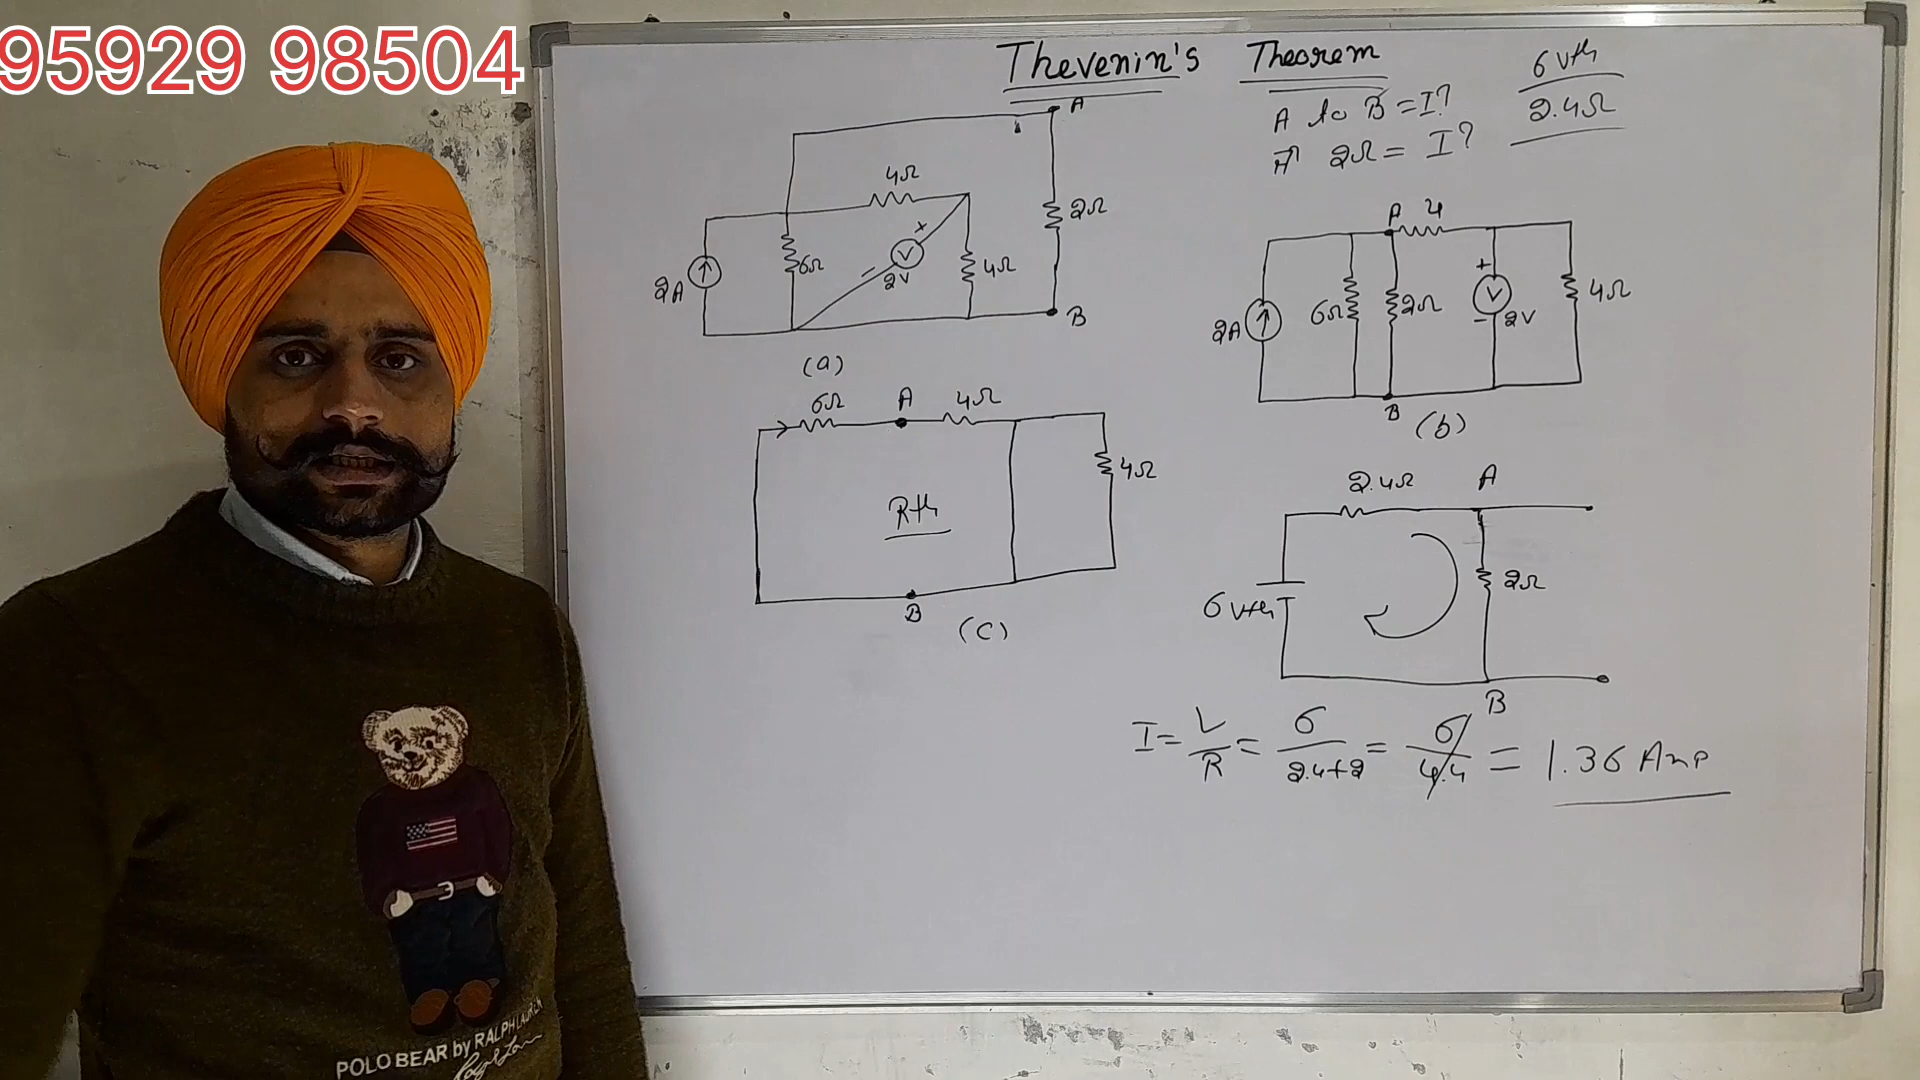 95929 98504
Thevenin's Theorem
A to B = I?
2Ω = I?
6 Vth
2.4Ω
A
4Ω
2Ω
6Ω
+
V
-
2V
4Ω
2A
B
(a)
A 4
+
6Ω
2Ω
V
4Ω
2A
-
2V
B
(b)
6Ω A 4Ω
4Ω
Rth
B
(c)
2.4Ω A
2Ω
6 Vth
B
I = V/R = 6/2.4+2 = 6/4.4 = 1.36 Amp
POLO BEAR by RALPH LAUREN